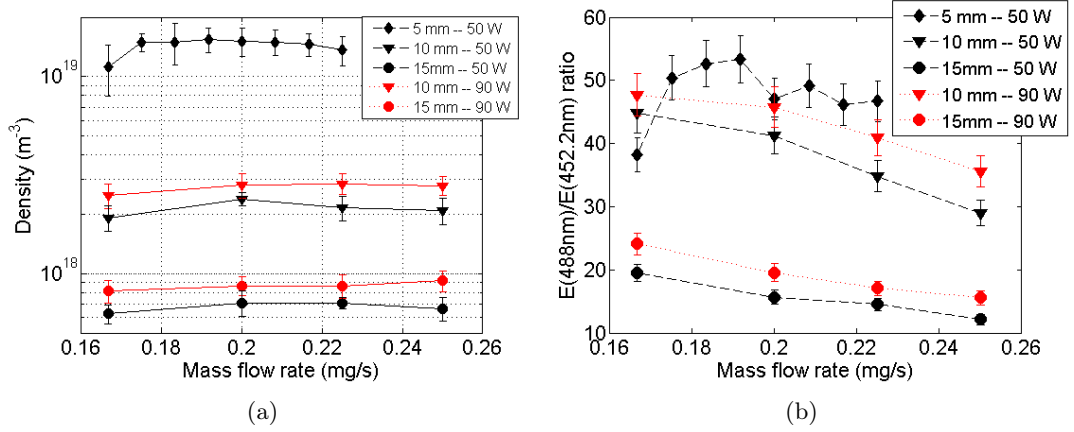 5 mm -- 50 W
10 mm -- 50 W
15mm -- 50 W
10 mm -- 90 W
15 mm -- 90 W
10^19
10^18
Density (m^-3)
0.16 0.18 0.2 0.22 0.24 0.26
Mass flow rate (mg/s)
(a)
5 mm -- 50 W
10 mm -- 50 W
15mm -- 50 W
10 mm -- 90 W
15mm -- 90 W
60
50
40
30
20
10
E(488nm)/E(452.2nm) ratio
0.16 0.18 0.2 0.22 0.24 0.26
Mass flow rate (mg/s)
(b)